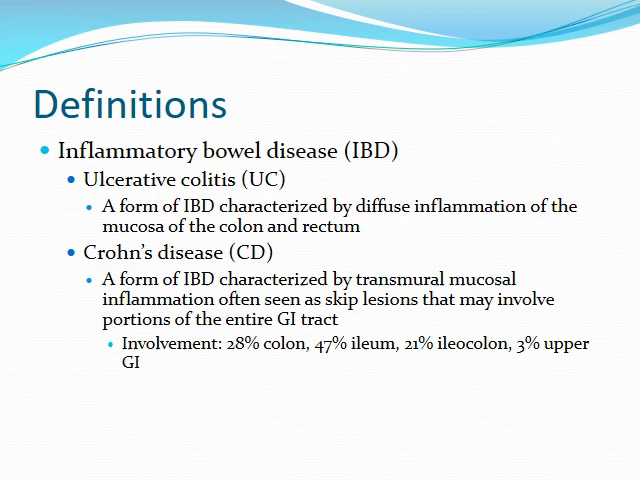 Definitions
Inflammatory bowel disease (IBD)
Ulcerative colitis (UC)
A form of IBD characterized by diffuse inflammation of the
mucosa of the colon and rectum
Crohn’s disease (CD)
A form of IBD characterized by transmural mucosal
inflammation often seen as skip lesions that may involve
portions of the entire GI tract
Involvement: 28% colon, 47% ileum, 21% ileocolon, 3% upper
GI